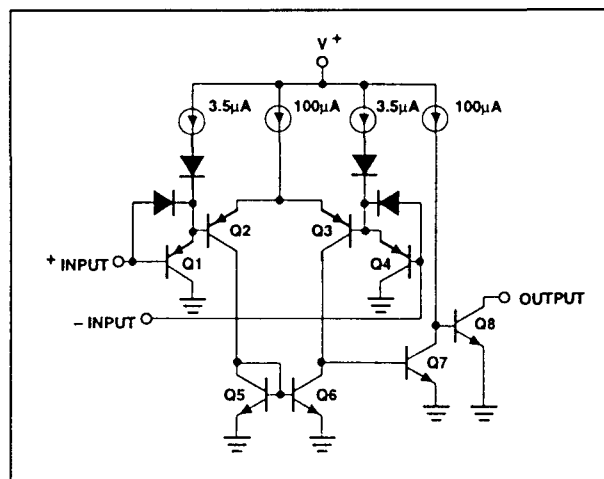 V+
3.5μA 100μA 3.5μA 100μA
Q2 Q3
+ INPUT Q1 Q4
OUTPUT
− INPUT Q8
Q7
Q5 Q6